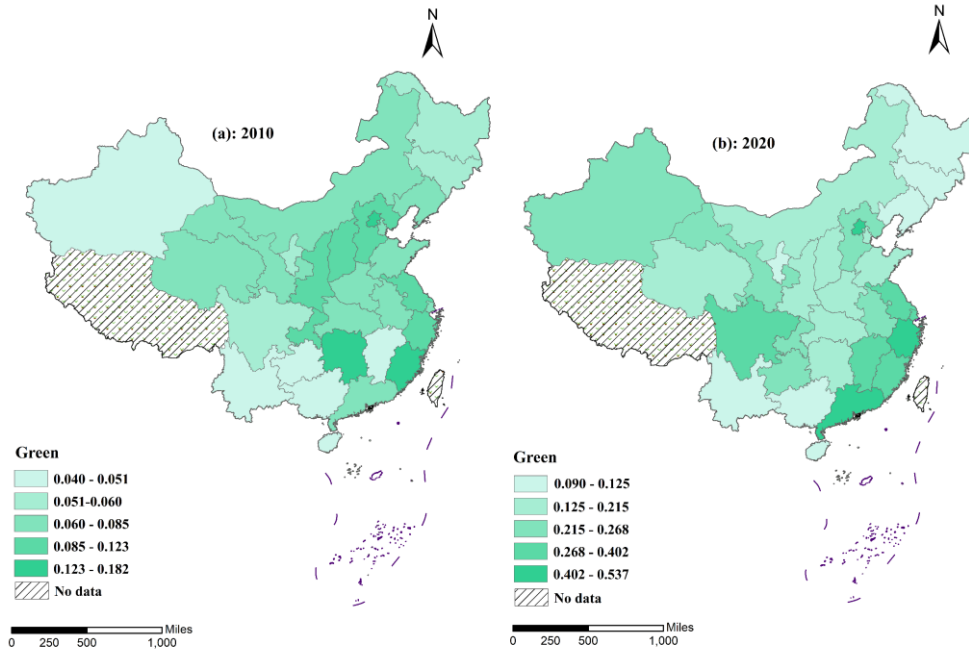 N
(a): 2010
Green
0.040 - 0.051
0.051-0.060
0.060 - 0.085
0.085 - 0.123
0.123 - 0.182
No data
Miles
0 250 500 1,000
N
(b): 2020
Green
0.090 - 0.125
0.125 - 0.215
0.215 - 0.268
0.268 - 0.402
0.402 - 0.537
No data
Miles
0 250 500 1,000